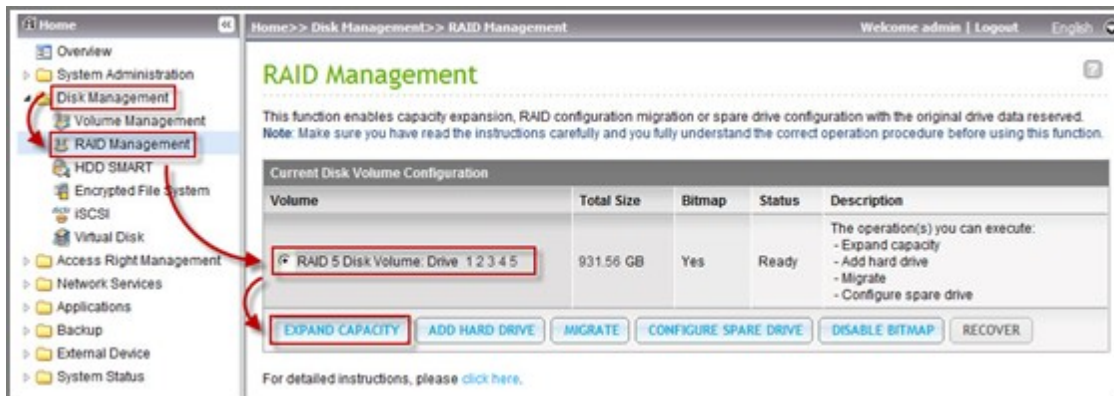 Home
Home>> Disk Management>> RAID Management
Welcome admin | Logout
English
Overview
System Administration
Disk Management
Volume Management
RAID Management
HDD SMART
Encrypted File System
iSCSI
Virtual Disk
Access Right Management
Network Services
Applications
Backup
External Device
System Status
RAID Management
This function enables capacity expansion, RAID configuration migration or spare drive configuration with the original drive data reserved.
Note: Make sure you have read the instructions carefully and you fully understand the correct operation procedure before using this function.
Current Disk Volume Configuration
Volume Total Size Bitmap Status Description
RAID 5 Disk Volume: Drive 1 2 3 4 5 931.56 GB Yes Ready
The operation(s) you can execute:
- Expand capacity
- Add hard drive
- Migrate
- Configure spare drive
EXPAND CAPACITY ADD HARD DRIVE MIGRATE CONFIGURE SPARE DRIVE DISABLE BITMAP RECOVER
For detailed instructions, please click here.